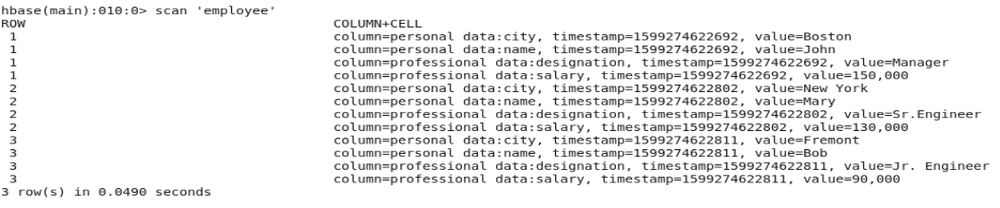 hbase(main):010:0> scan 'employee'
ROW COLUMN+CELL
1 column=personal data:city, timestamp=1599274622692, value=Boston
1 column=personal data:name, timestamp=1599274622692, value=John
1 column=professional data:designation, timestamp=1599274622692, value=Manager
1 column=professional data:salary, timestamp=1599274622692, value=150,000
2 column=personal data:city, timestamp=1599274622802, value=New York
2 column=personal data:name, timestamp=1599274622802, value=Mary
2 column=professional data:designation, timestamp=1599274622802, value=Sr.Engineer
2 column=professional data:salary, timestamp=1599274622802, value=130,000
3 column=personal data:city, timestamp=1599274622811, value=Fremont
3 column=personal data:name, timestamp=1599274622811, value=Bob
3 column=professional data:designation, timestamp=1599274622811, value=Jr. Engineer
3 column=professional data:salary, timestamp=1599274622811, value=90,000
3 row(s) in 0.0490 seconds